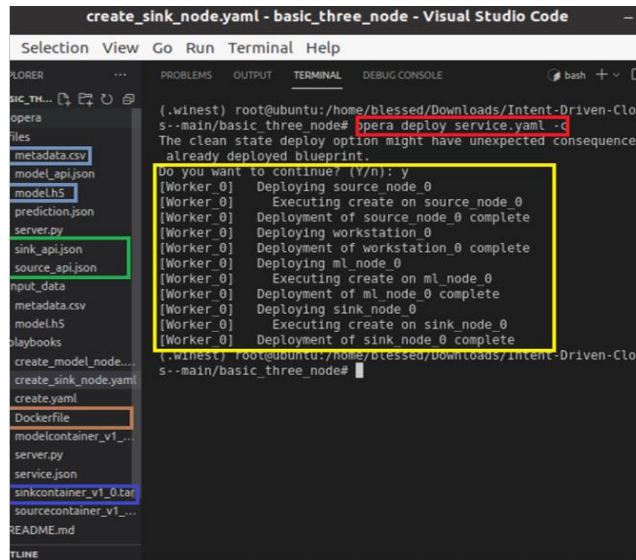 create_sink_node.yaml - basic_three_node - Visual Studio Code
Selection View Go Run Terminal Help
PLORER ...
SIC_TH...
PROBLEMS OUTPUT TERMINAL DEBUG CONSOLE
bash
opera
files
metadata.csv
model_api.json
model.h5
prediction.json
server.py
sink_api.json
source_api.json
nput_data
metadata.csv
model.h5
playbooks
create_model_node....
create_sink_node.yaml
create.yaml
Dockerfile
modelcontainer_v1_...
server.py
service.json
sinkcontainer_v1_0.tar
sourcecontainer_v1_...
README.md
TLINE
(.winest) root@ubuntu:/home/blessed/Downloads/Intent-Driven-Clo
s--main/basic_three_node# opera deploy service.yaml -c
The clean state deploy option might have unexpected consequence
already deployed blueprint.
Do you want to continue? (Y/n): y
[Worker_0] Deploying source_node_0
[Worker_0] Executing create on source_node_0
[Worker_0] Deployment of source_node_0 complete
[Worker_0] Deploying workstation_0
[Worker_0] Deployment of workstation_0 complete
[Worker_0] Deploying ml_node_0
[Worker_0] Executing create on ml_node_0
[Worker_0] Deployment of ml_node_0 complete
[Worker_0] Deploying sink_node_0
[Worker_0] Executing create on sink_node_0
[Worker_0] Deployment of sink_node_0 complete
(.winest) root@ubuntu:/home/blessed/Downloads/Intent-Driven-Clo
s--main/basic_three_node#